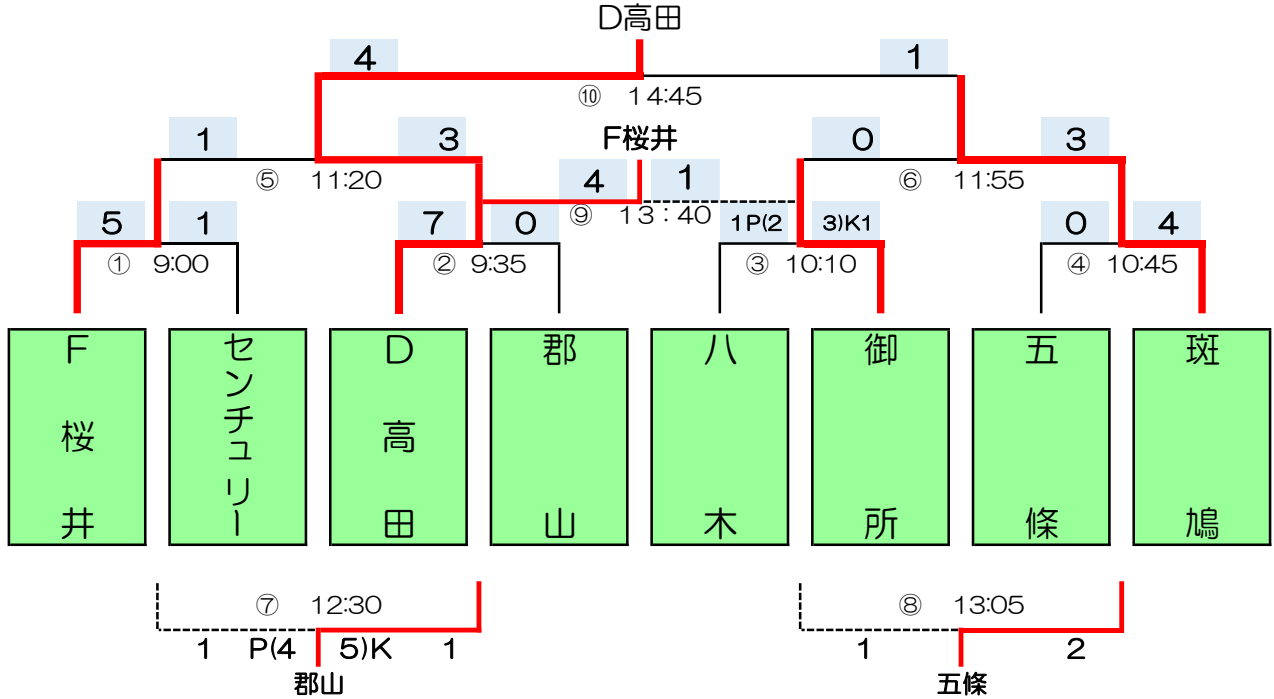 D高田
4 1
⑩ 14:45
F桜井
1 3 0 3
⑤ 11:20 4 1 ⑥ 11:55
⑨ 13:40
5 1 7 0 1P(2 3)K1 0 4
① 9:00 ② 9:35 ③ 10:10 ④ 10:45
F桜井
センチュリー
D高田
郡山
八木
御所
五條
斑鳩
⑦ 12:30 ⑧ 13:05
1 P(4 5)K 1 1 2
郡山 五條